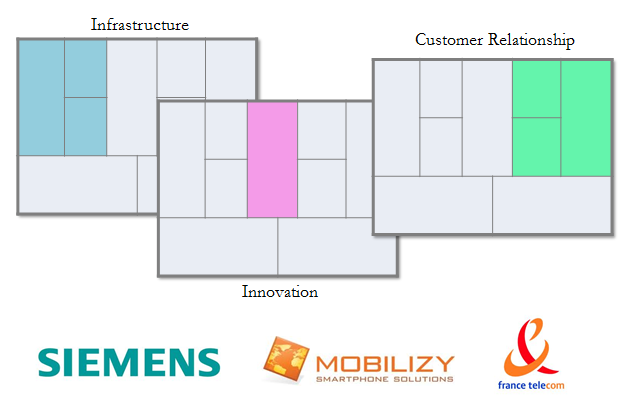 Infrastructure
Customer Relationship
Innovation
SIEMENS
MOBILIZY
SMARTPHONE SOLUTIONS
france telecom